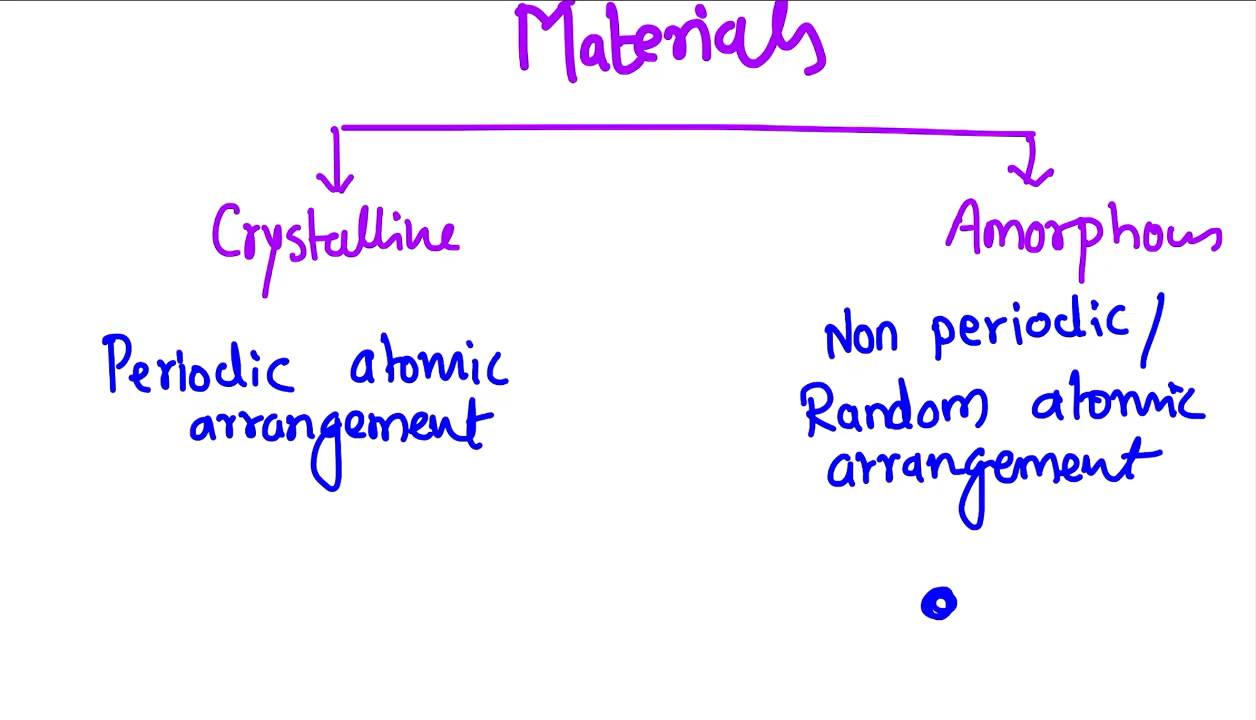 Materials
Crystalline
Amorphous
Periodic atomic
arrangement
Non periodic/
Random atomic
arrangement